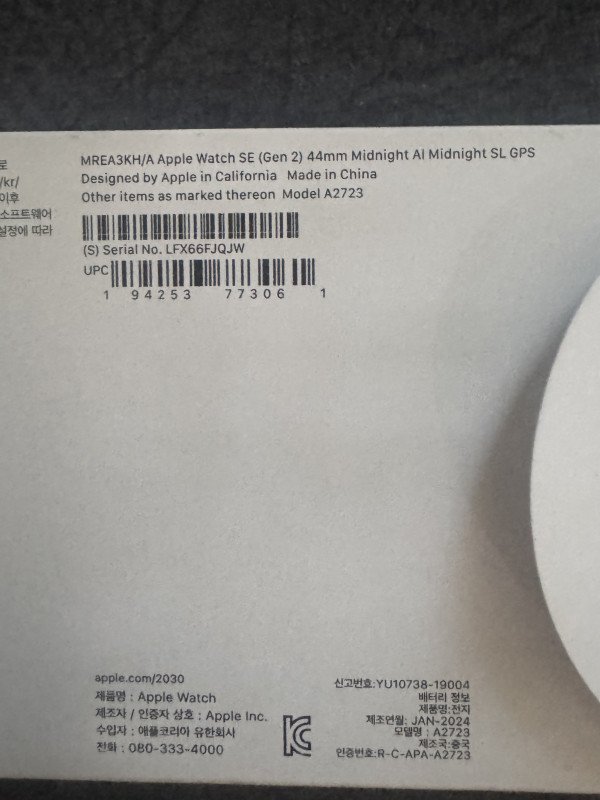 로
/kr/
이후
소프트웨어
설정에 따라
MREA3KH/A Apple Watch SE (Gen 2) 44mm Midnight Al Midnight SL GPS
Designed by Apple in California Made in China
Other items as marked thereon Model A2723
(S) Serial No. LFX66FJQJW
UPC
1 94253 77306 1
apple.com/2030
제품명 : Apple Watch
제조자 / 인증자 상호 : Apple Inc.
수입자 : 애플코리아 유한회사
전화 : 080-333-4000
신고번호:YU10738-19004
배터리 정보
제품명:전지
제조연월: JAN-2024
모델명 : A2723
제조국:중국
인증번호:R-C-APA-A2723